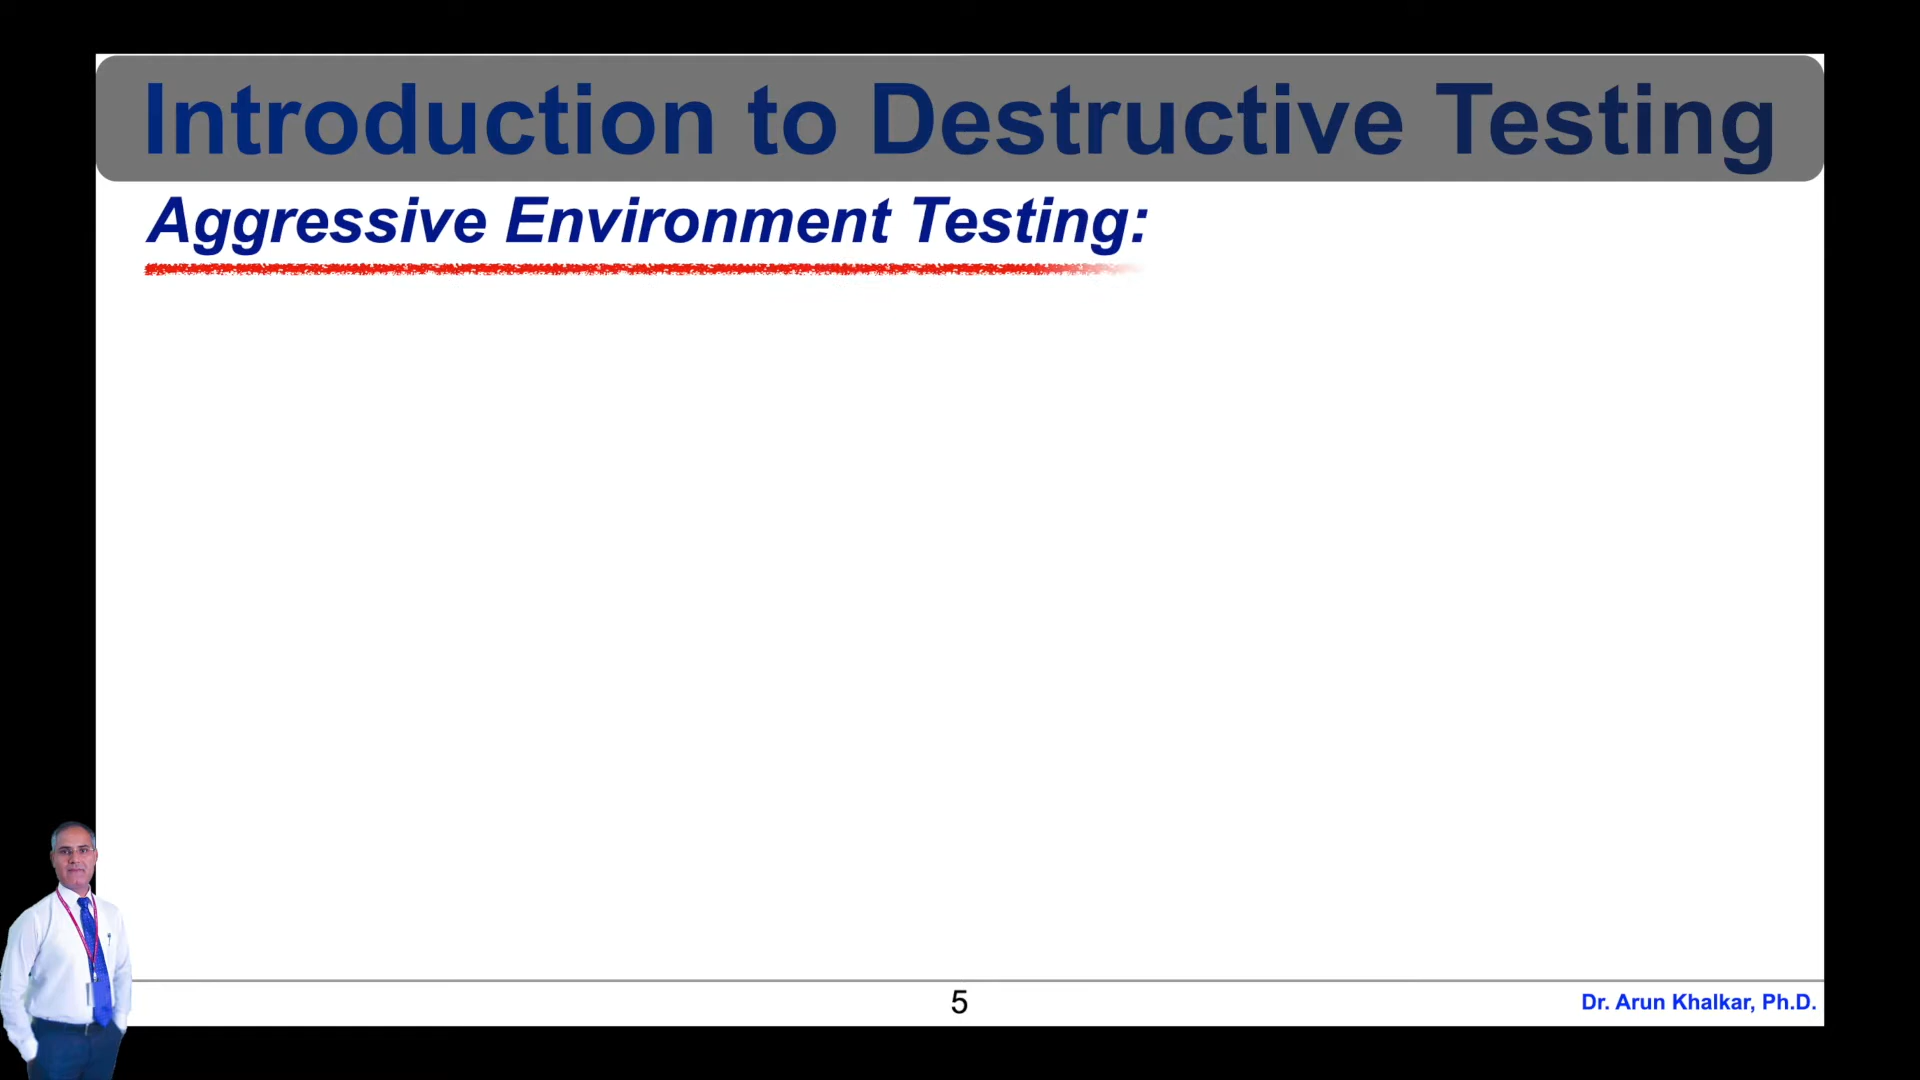 Introduction to Destructive Testing
Aggressive Environment Testing:
5
Dr. Arun Khalkar, Ph.D.